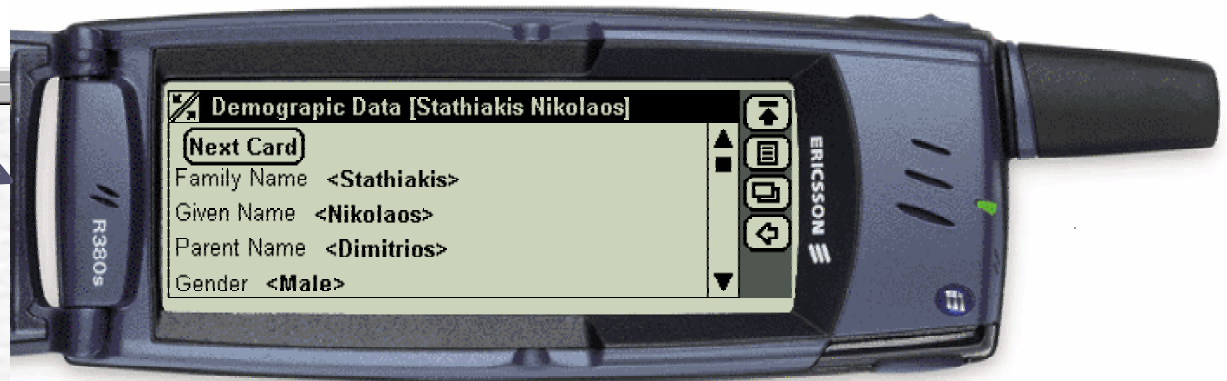 Demograpic Data [Stathiakis Nikolaos]
Next Card
Family Name <Stathiakis>
Given Name <Nikolaos>
Parent Name <Dimitrios>
Gender <Male>
ERICSSON
R380s